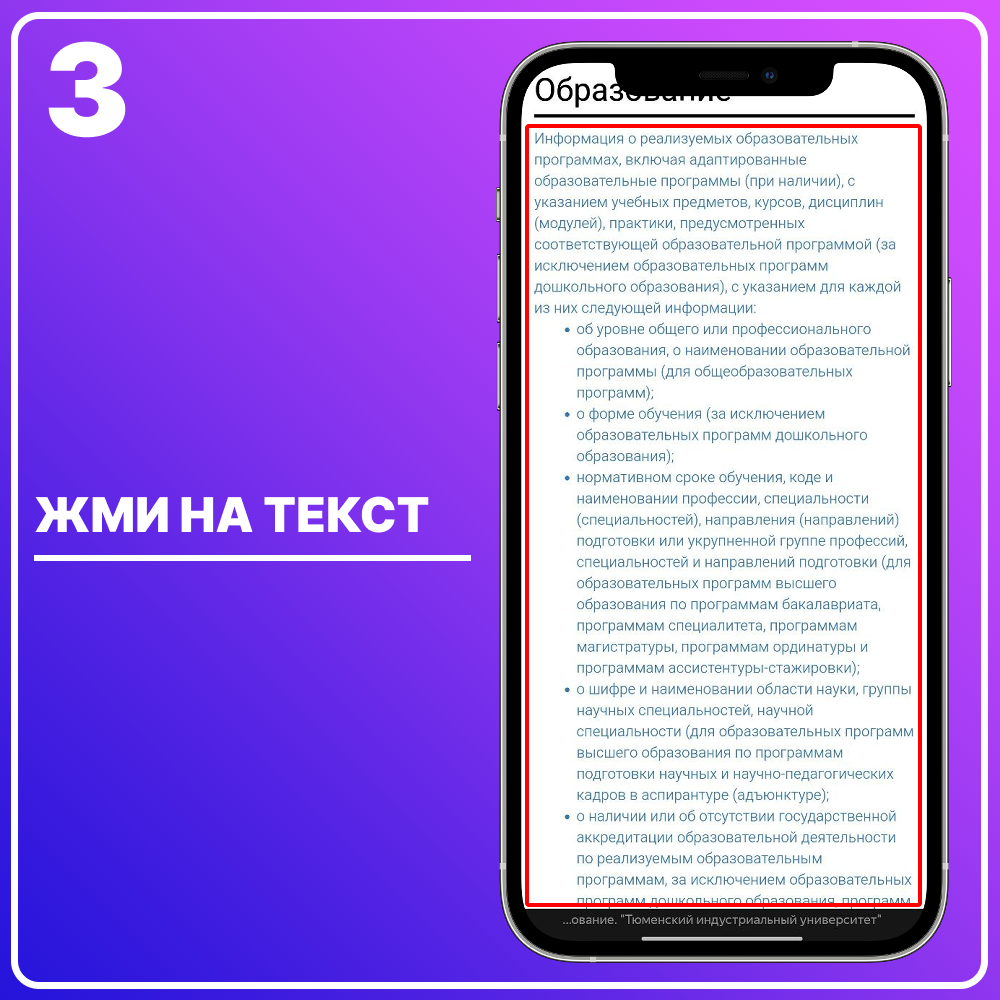 3
ЖМИ НА ТЕКСТ
Образование
Информация о реализуемых образовательных
программах, включая адаптированные
образовательные программы (при наличии), с
указанием учебных предметов, курсов, дисциплин
(модулей), практики, предусмотренных
соответствующей образовательной программой (за
исключением образовательных программ
дошкольного образования), с указанием для каждой
из них следующей информации:
• об уровне общего или профессионального
образования, о наименовании образовательной
программы (для общеобразовательных
программ);
• о форме обучения (за исключением
образовательных программ дошкольного
образования);
• нормативном сроке обучения, коде и
наименовании профессии, специальности
(специальностей), направления (направлений)
подготовки или укрупненной группе профессий,
специальностей и направлений подготовки (для
образовательных программ высшего
образования по программам бакалавриата,
программам специалитета, программам
магистратуры, программам ординатуры и
программам ассистентуры-стажировки);
• о шифре и наименовании области науки, группы
научных специальностей, научной
специальности (для образовательных программ
высшего образования по программам
подготовки научных и научно-педагогических
кадров в аспирантуре (адъюнктуре);
• о наличии или об отсутствии государственной
аккредитации образовательной деятельности
по реализуемым образовательным
программам, за исключением образовательных
программ дошкольного образования, программ
...ование. "Тюменский индустриальный университет"